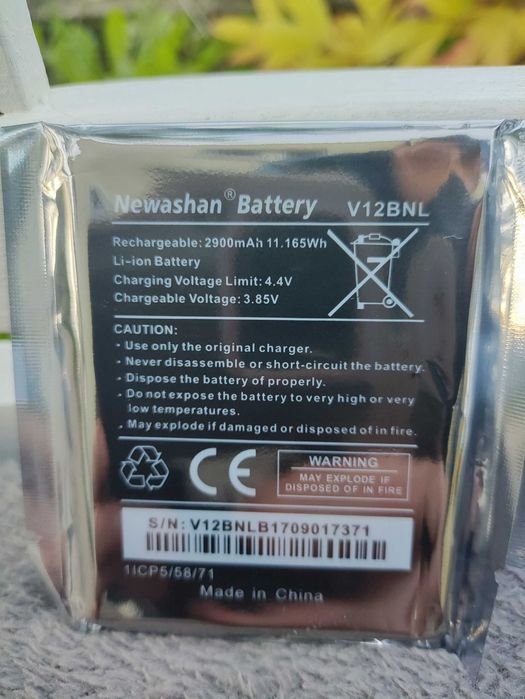 Newashan® Battery V12BNL
Rechargeable: 2900mAh 11.165Wh
Li-ion Battery
Charging Voltage Limit: 4.4V
Chargeable Voltage: 3.85V
CAUTION:
• Use only the original charger.
• Never disassemble or short-circuit the battery.
• Dispose the battery of properly.
• Do not expose the battery to very high or very
low temperatures.
• May explode if damaged or disposed of in fire.
CE
WARNING
MAY EXPLODE IF
DISPOSED OF IN FIRE
S/N: V12BNLB1709017371
1ICP5/58/71
Made in China